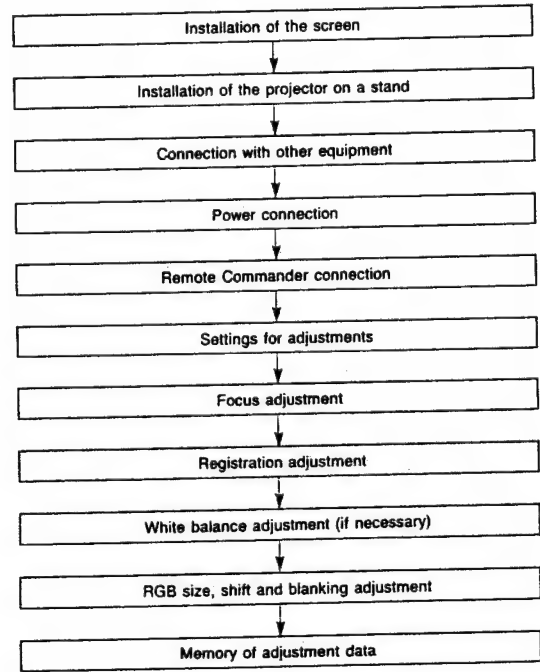 Installation of the screen
Installation of the projector on a stand
Connection with other equipment
Power connection
Remote Commander connection
Settings for adjustments
Focus adjustment
Registration adjustment
White balance adjustment (if necessary)
RGB size, shift and blanking adjustment
Memory of adjustment data